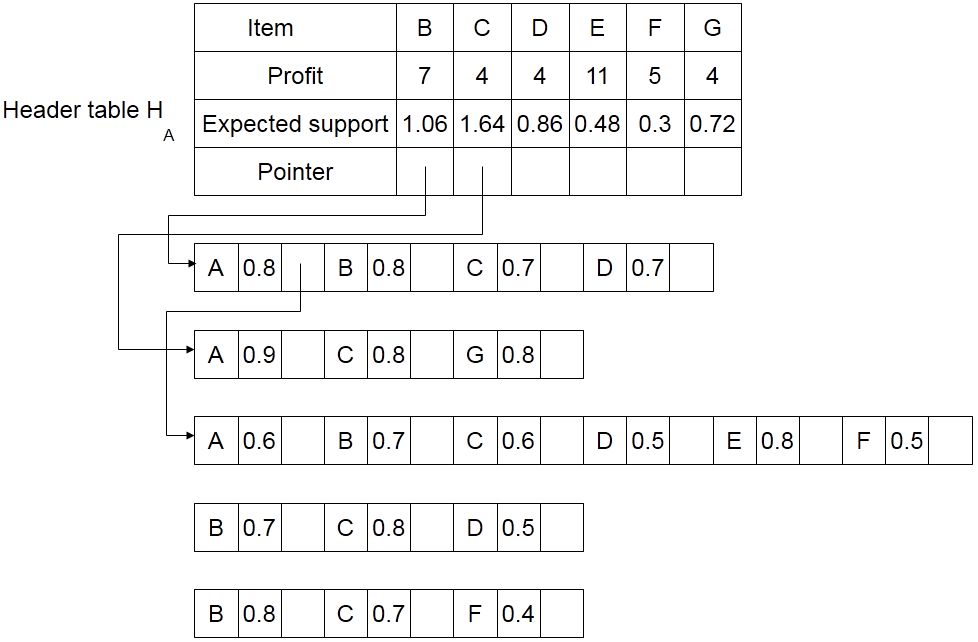 Item B C D E F G
Profit 7 4 4 11 5 4
Header table H A
Expected support 1.06 1.64 0.86 0.48 0.3 0.72
Pointer
A 0.8 B 0.8 C 0.7 D 0.7
A 0.9 C 0.8 G 0.8
A 0.6 B 0.7 C 0.6 D 0.5 E 0.8 F 0.5
B 0.7 C 0.8 D 0.5
B 0.8 C 0.7 F 0.4